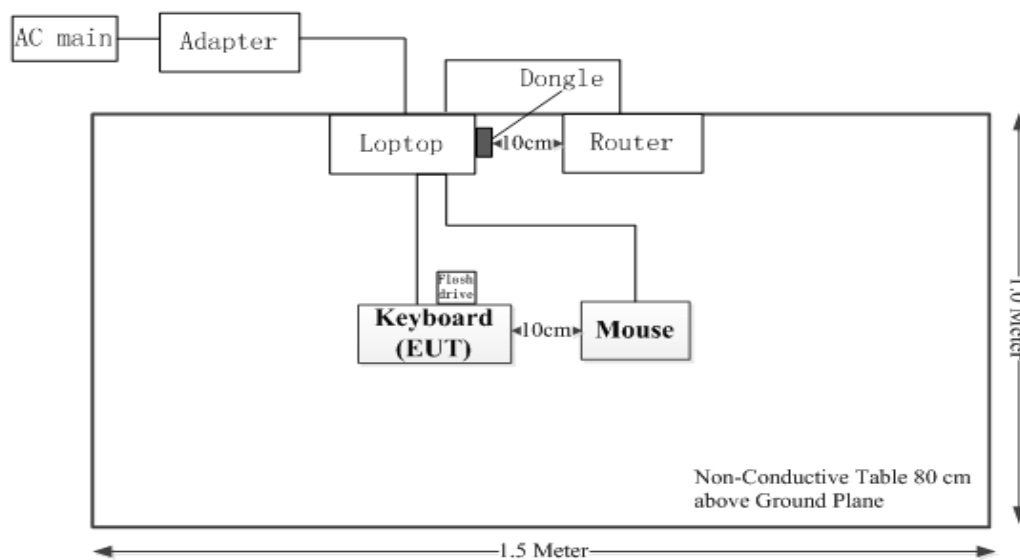 AC main
Adapter
Dongle
Loptop
10cm
Router
Flash
drive
Keyboard
(EUT)
10cm
Mouse
1.0 Meter
Non-Conductive Table 80 cm
above Ground Plane
1.5 Meter